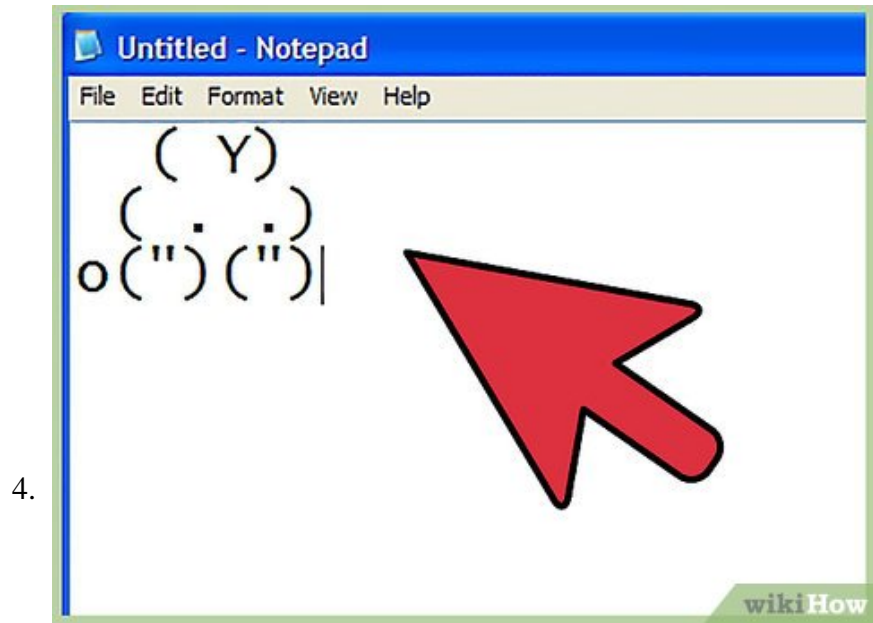 Untitled - Notepad
File Edit Format View Help
( Y)
( . .)
o(")(")
4.
wikiHow